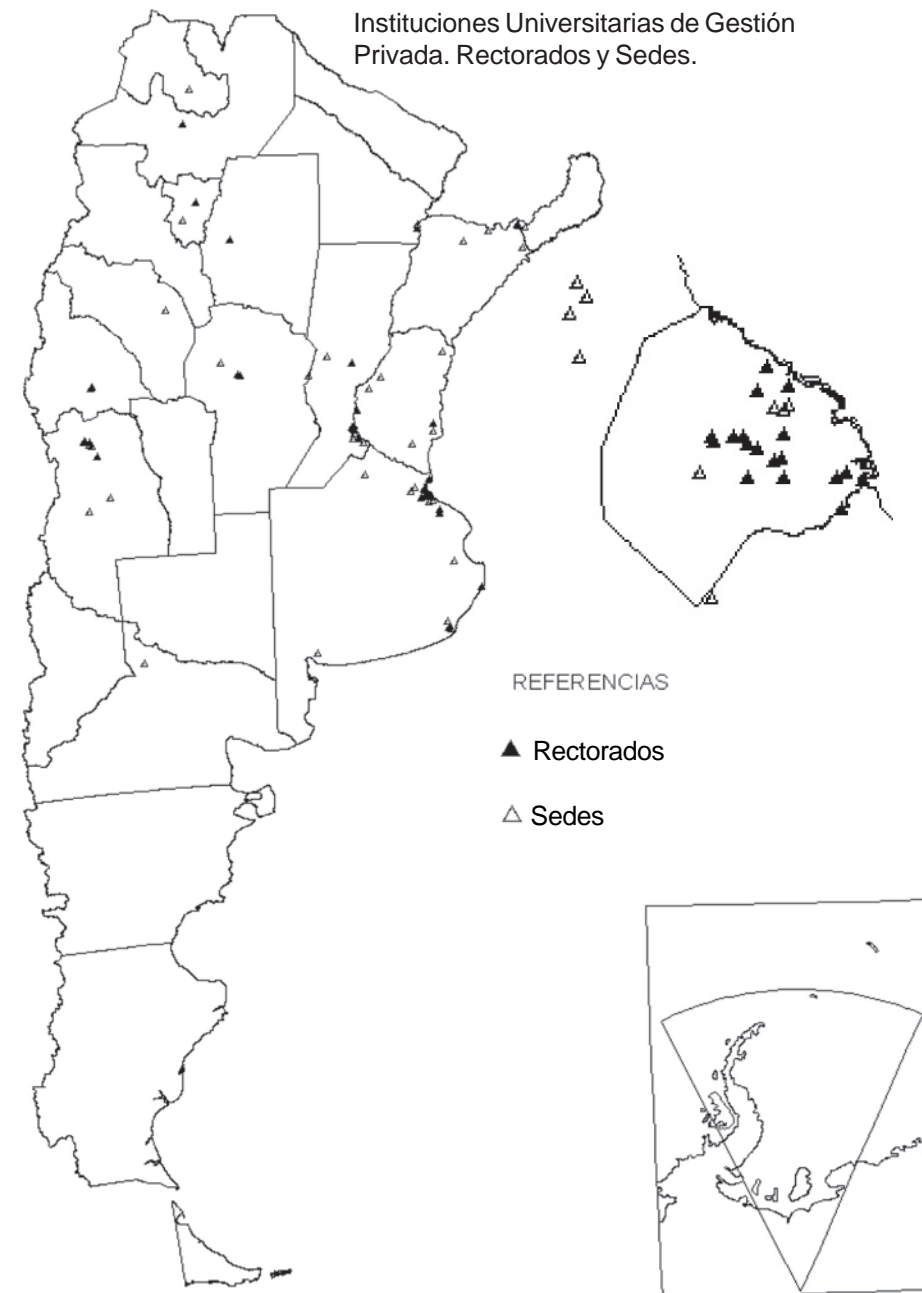 Instituciones Universitarias de Gestión
Privada. Rectorados y Sedes.
REFERENCIAS
Rectorados
Sedes